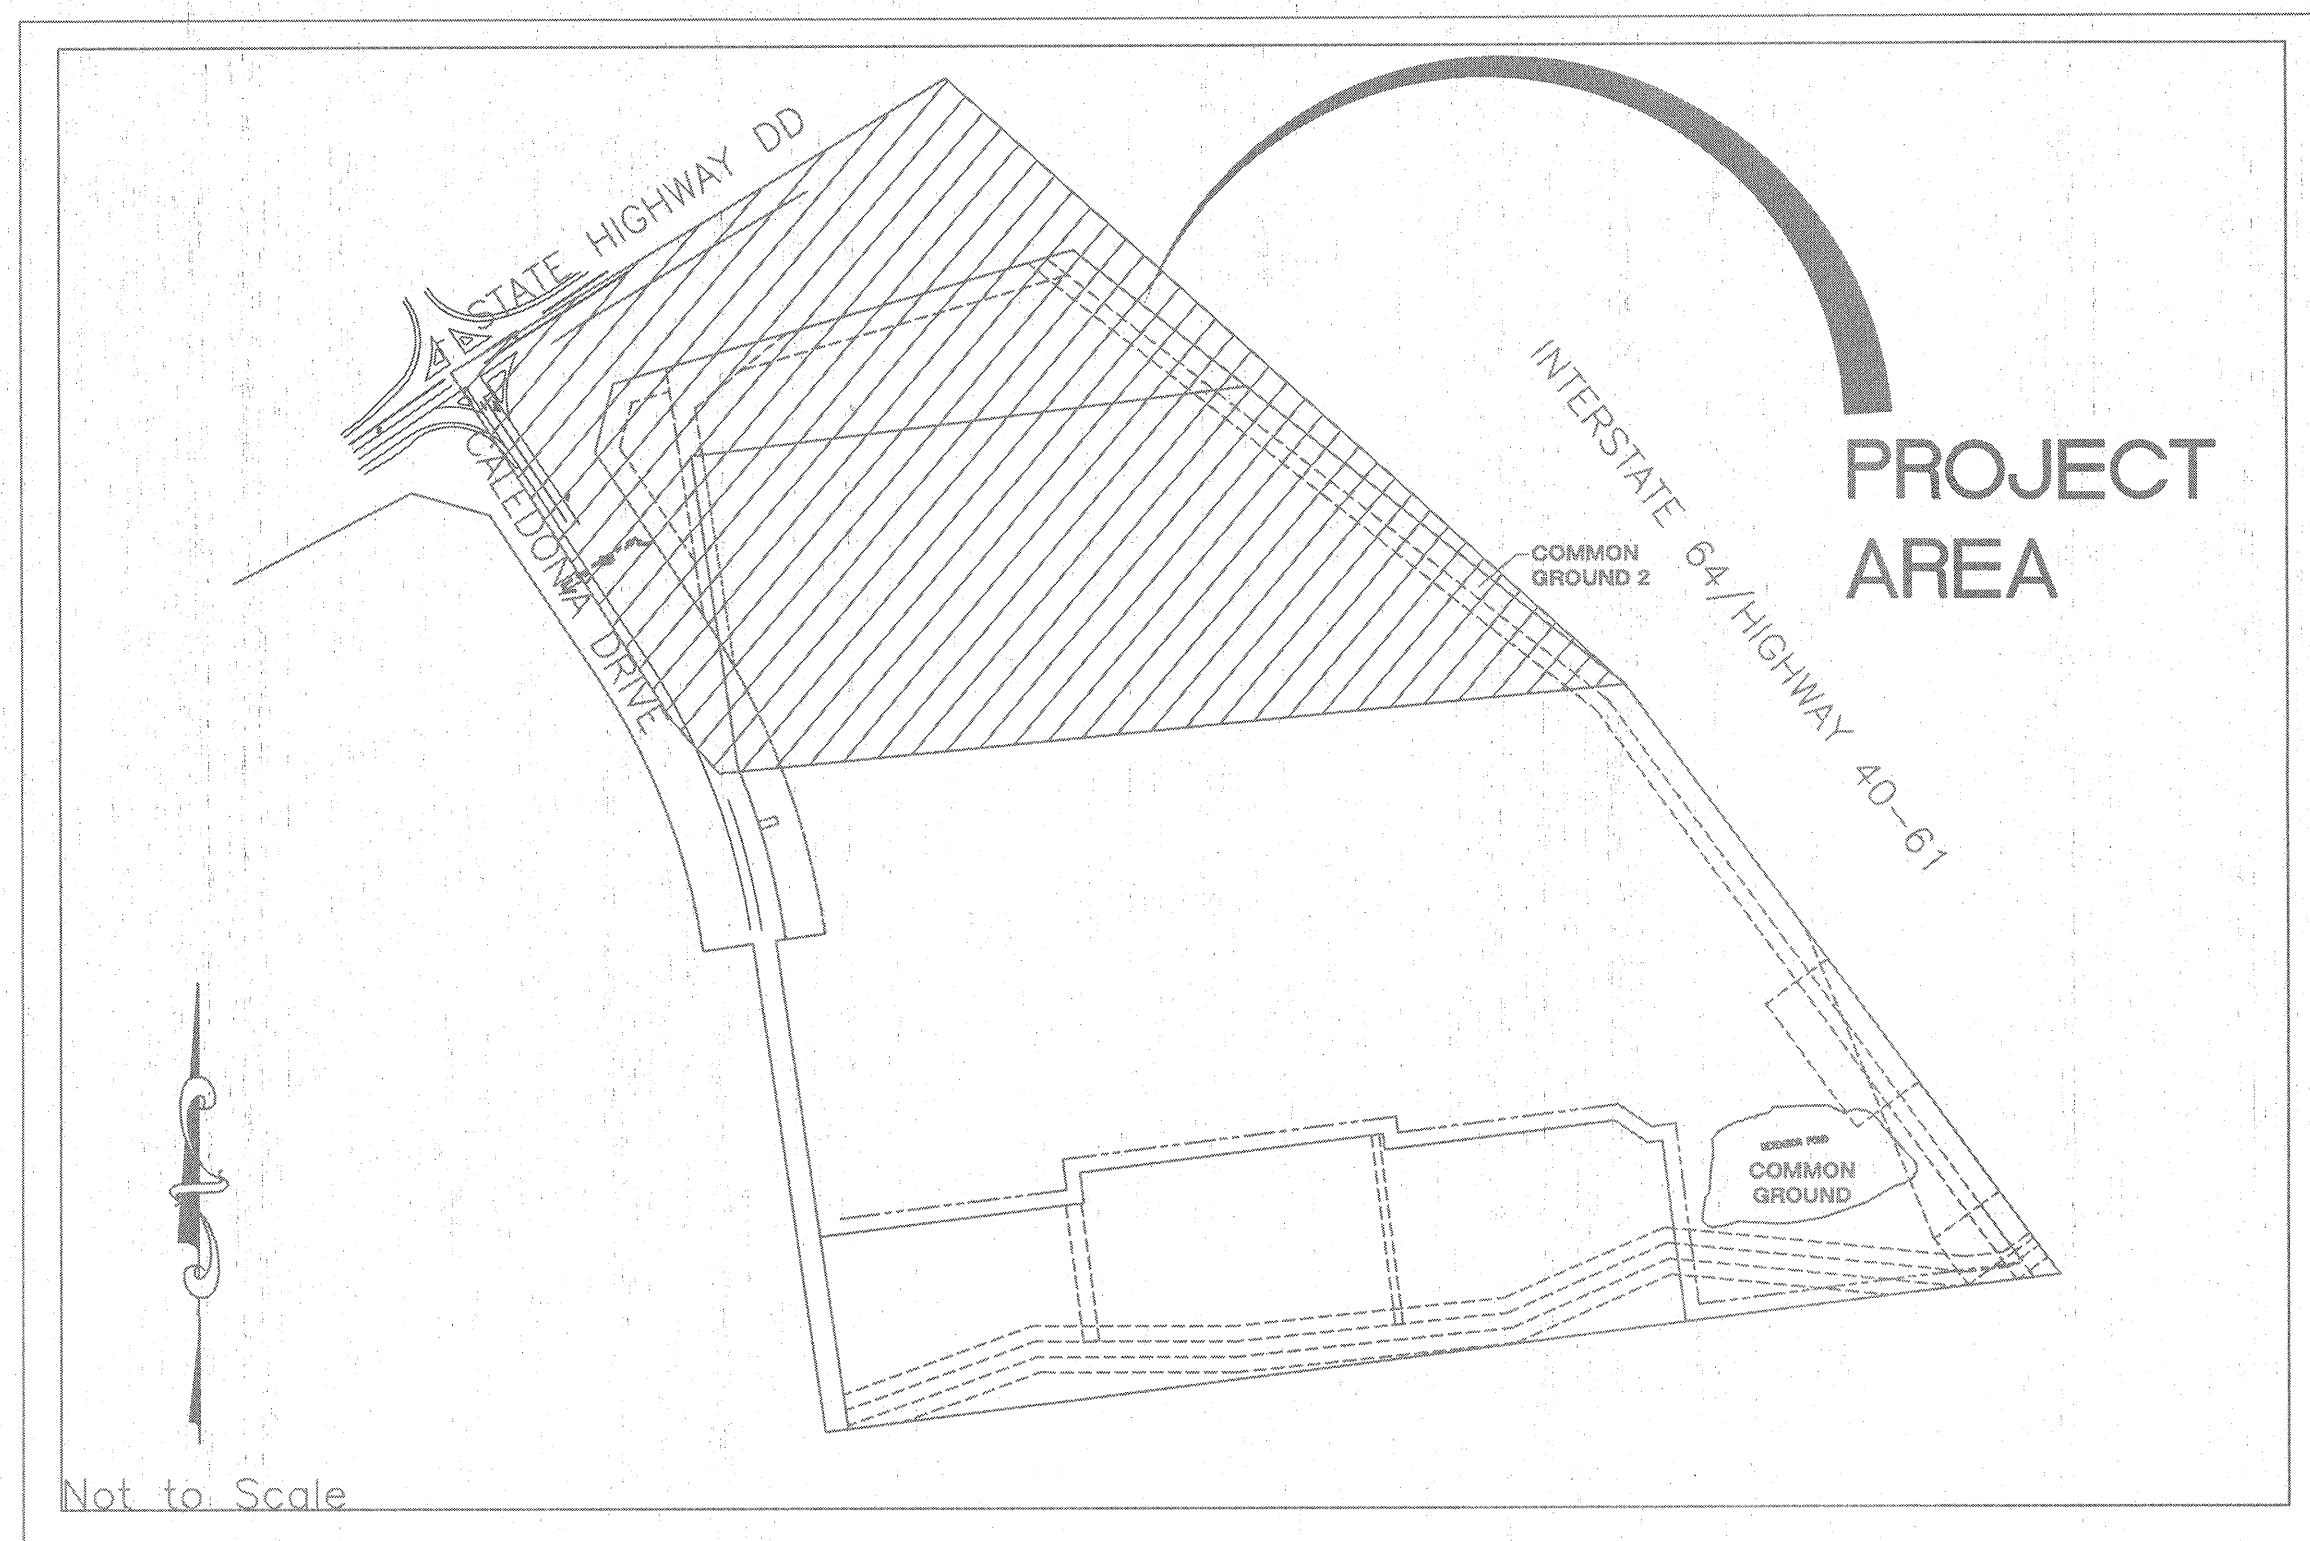 STATE HIGHWAY DD
CALEDONIA DRIVE
INTERSTATE 64/HIGHWAY 40-61
PROJECT
AREA
COMMON
GROUND 2
COMMON
GROUND
Not to Scale